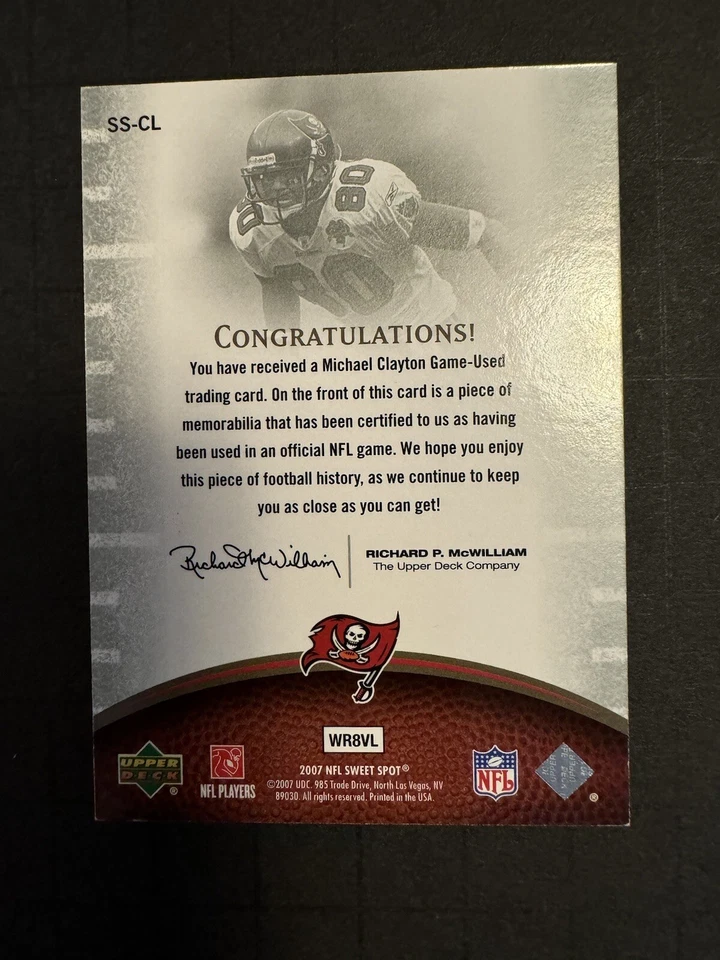 SS-CL
80
80
CONGRATULATIONS!
You have received a Michael Clayton Game-Used
trading card. On the front of this card is a piece of
memorabilia that has been certified to us as having
been used in an official NFL game. We hope you enjoy
this piece of football history, as we continue to keep
you as close as you can get!
Richard McWilliam
RICHARD P. McWILLIAM
The Upper Deck Company
WR8VL
UPPER
DECK ®
NFL PLAYERS
2007 NFL SWEET SPOT®
©2007 UDC. 985 Trade Drive, North Las Vegas, NV
89030. All rights reserved. Printed in the USA.
NFL
®